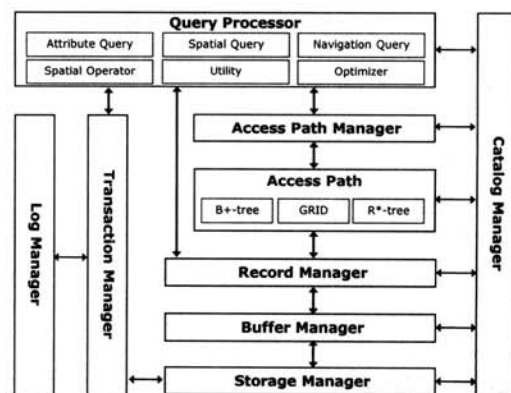 Query Processor
Attribute Query
Spatial Query
Navigation Query
Spatial Operator
Utility
Optimizer
Log Manager
Transaction Manager
Access Path Manager
Access Path
B+-tree
GRID
R*-tree
Record Manager
Buffer Manager
Storage Manager
Catalog Manager